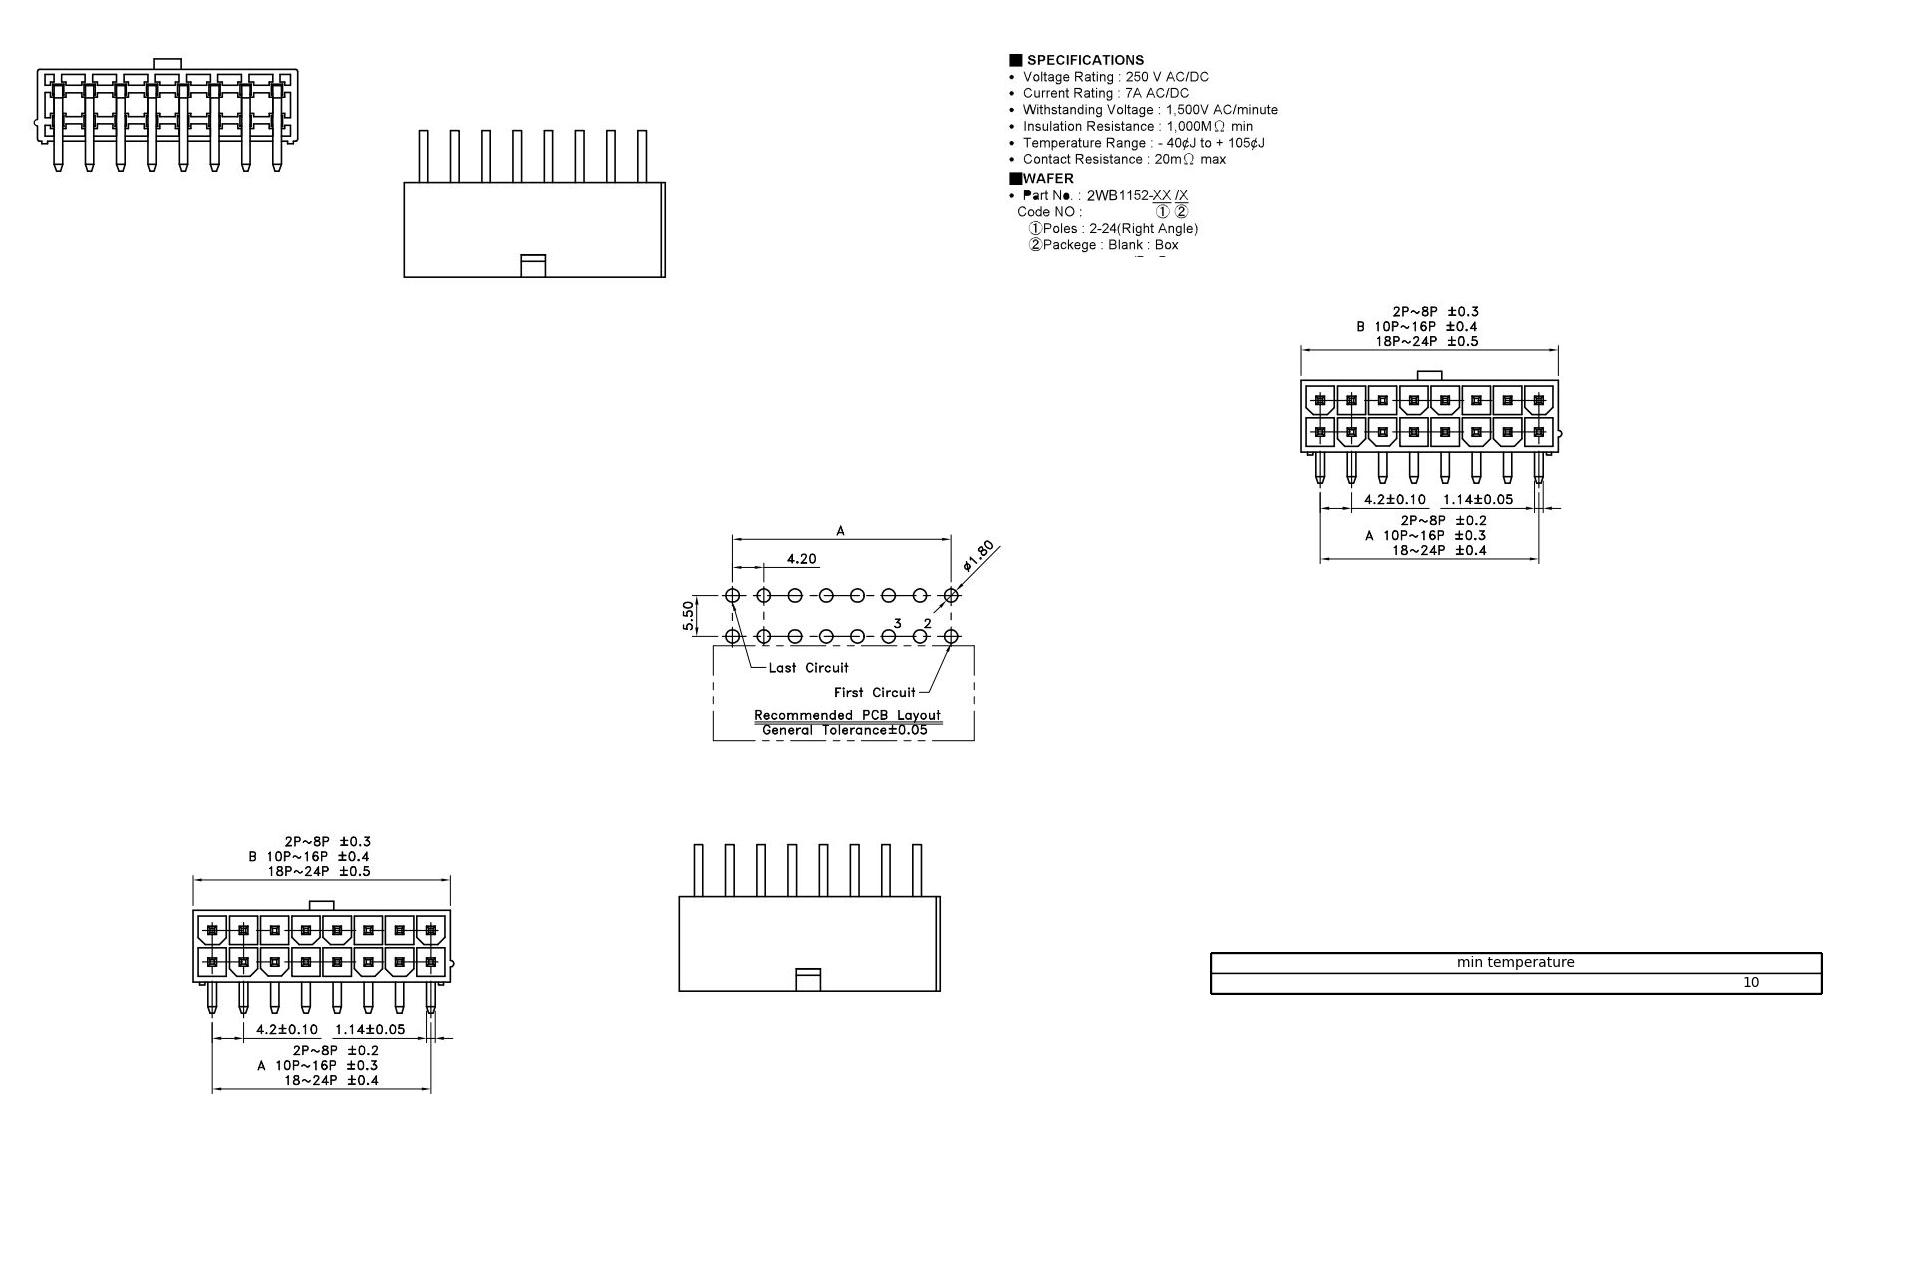 ■ SPECIFICATIONS
• Voltage Rating : 250 V AC/DC
• Current Rating : 7A AC/DC
• Withstanding Voltage : 1,500V AC/minute
• Insulation Resistance : 1,000MΩ min
• Temperature Range : - 40¢J to + 105¢J
• Contact Resistance : 20mΩ max
■WAFER
• Part No. : 2WB1152-XX /X
Code NO : ① ②
①Poles : 2-24(Right Angle)
②Packege : Blank : Box
2P~8P ±0.3
B 10P~16P ±0.4
18P~24P ±0.5
4.2±0.10 1.14±0.05
2P~8P ±0.2
A 10P~16P ±0.3
18~24P ±0.4
A
4.20
ø1.80
5.50
3 2
Last Circuit
First Circuit
Recommended PCB Layout
General Tolerance±0.05
2P~8P ±0.3
B 10P~16P ±0.4
18P~24P ±0.5
4.2±0.10 1.14±0.05
2P~8P ±0.2
A 10P~16P ±0.3
18~24P ±0.4
min temperature
10